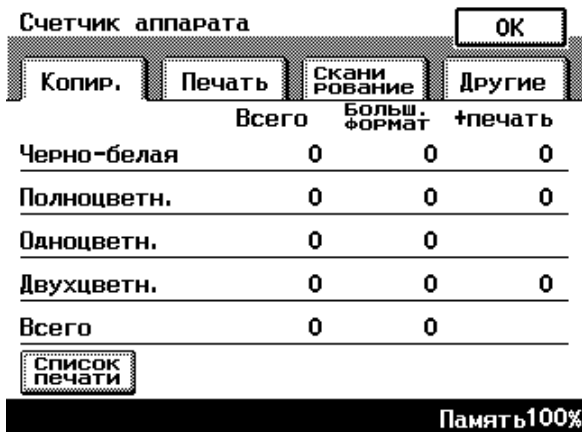 Счетчик аппарата OK
Копир. Печать Скани
рование Другие
Всего Больш.
формат +печать
Черно-белая 0 0 0
Полноцветн. 0 0 0
Одноцветн. 0 0
Двухцветн. 0 0 0
Всего 0 0
Список
печати
Память100%